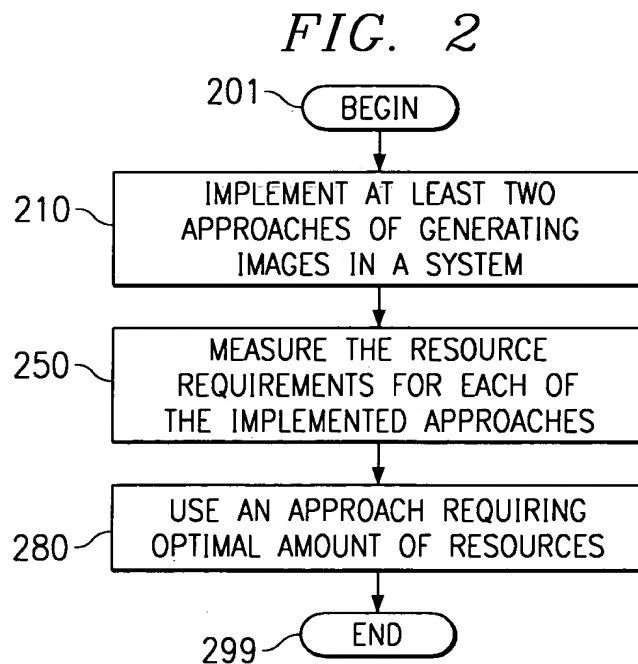 FIG. 2
201
BEGIN
210
IMPLEMENT AT LEAST TWO
APPROACHES OF GENERATING
IMAGES IN A SYSTEM
250
MEASURE THE RESOURCE
REQUIREMENTS FOR EACH OF
THE IMPLEMENTED APPROACHES
280
USE AN APPROACH REQUIRING
OPTIMAL AMOUNT OF RESOURCES
299
END